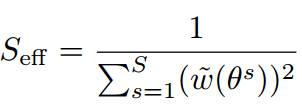 S_eff = 1 / ∑_{s=1}^{S} (w̃(θ^s))^2